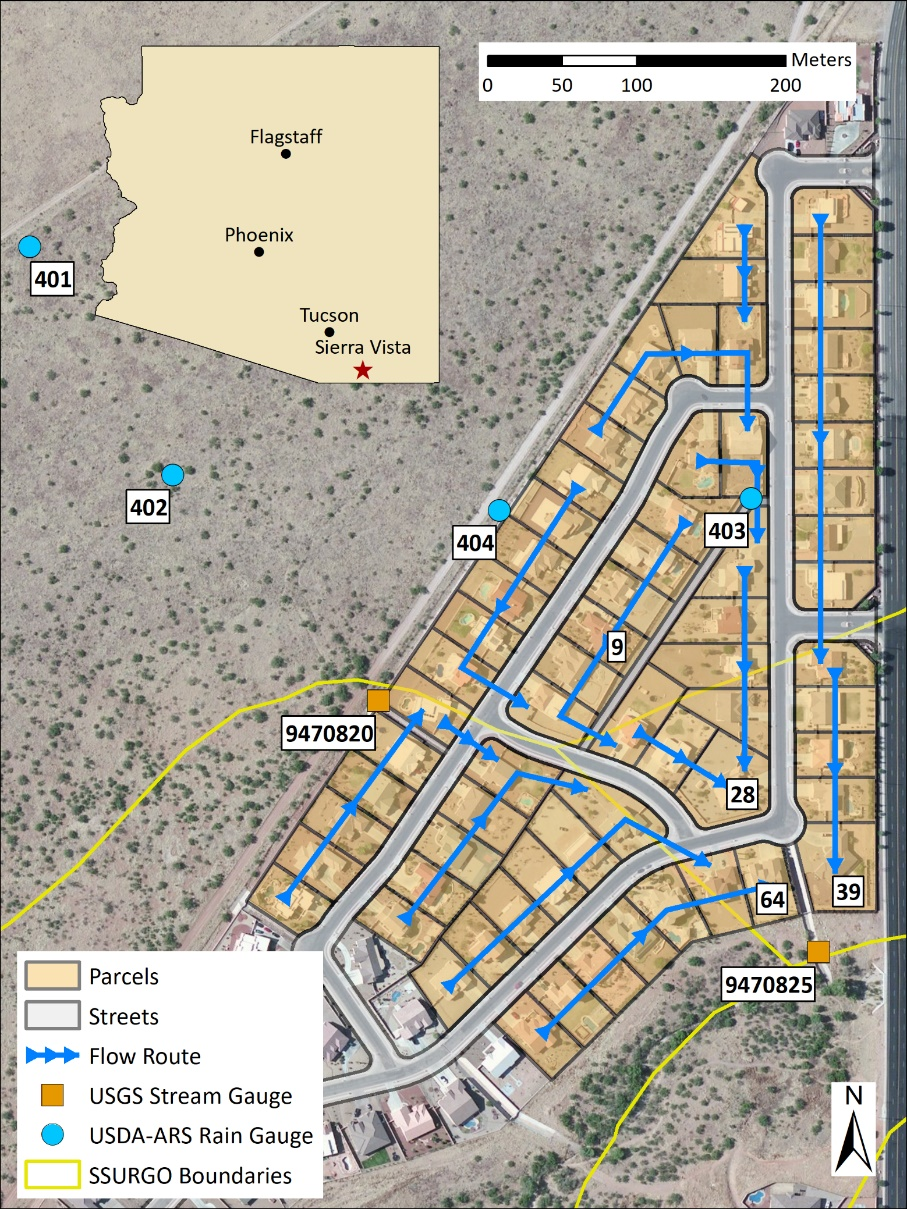 Meters
0 50 100 200
Flagstaff
Phoenix
Tucson
Sierra Vista
401
402
404
403
9
9470820
28
64
39
9470825
Parcels
Streets
Flow Route
USGS Stream Gauge
USDA-ARS Rain Gauge
SSURGO Boundaries
N